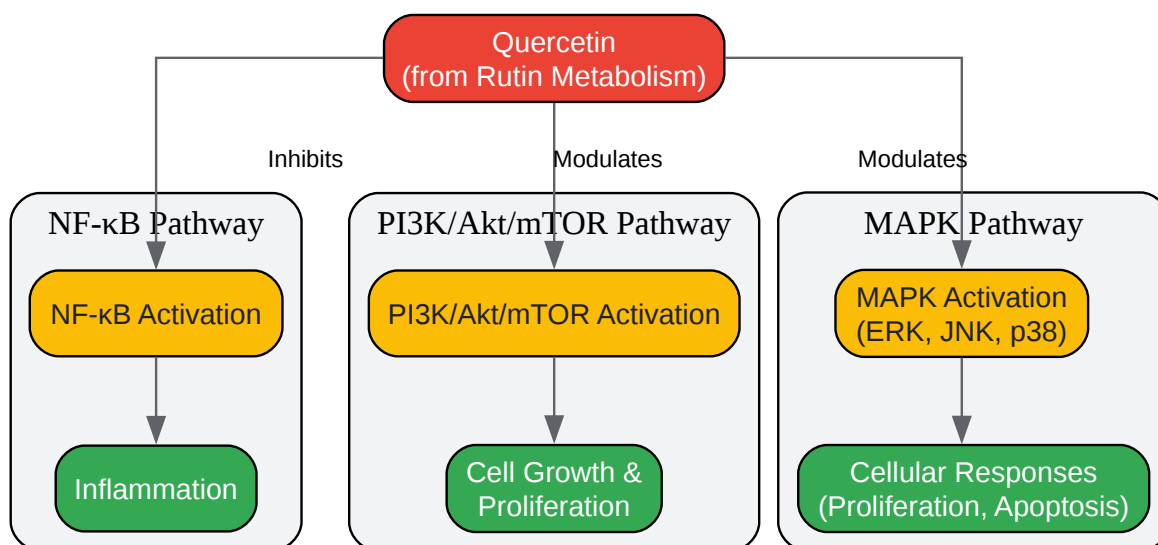 Quercetin
(from Rutin Metabolism)
Inhibits
Modulates
Modulates
NF-κB Pathway
PI3K/Akt/mTOR Pathway
MAPK Pathway
NF-κB Activation
PI3K/Akt/mTOR Activation
MAPK Activation
(ERK, JNK, p38)
Inflammation
Cell Growth &
Proliferation
Cellular Responses
(Proliferation, Apoptosis)